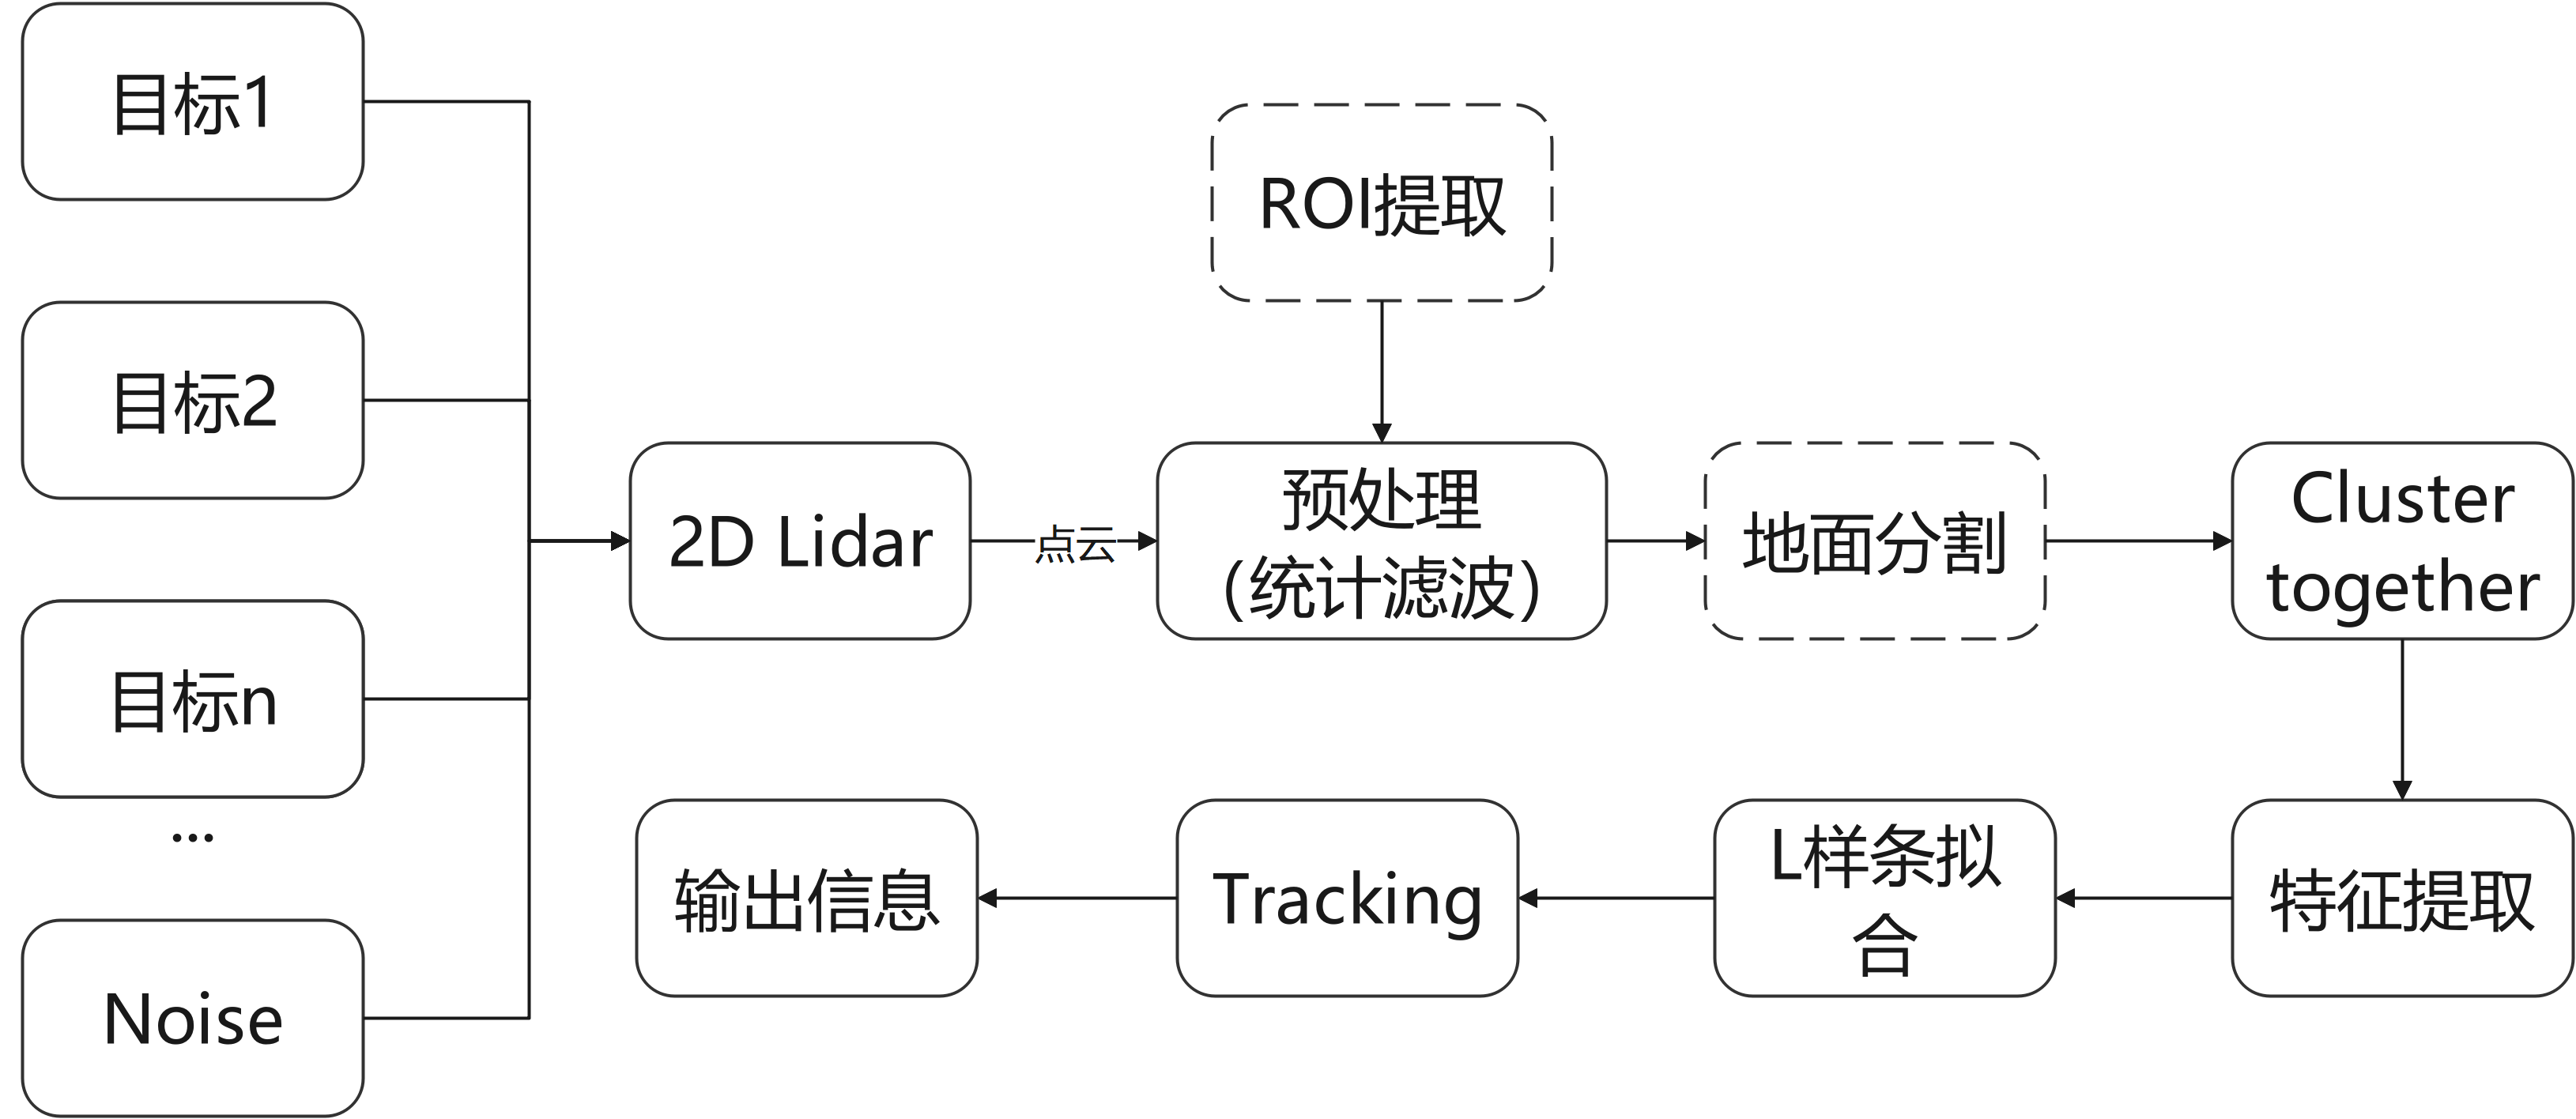 目标1
目标2
目标n
...
Noise
2D Lidar
点云
ROI提取
预处理
（统计滤波）
地面分割
Cluster
together
特征提取
L样条拟
合
Tracking
输出信息